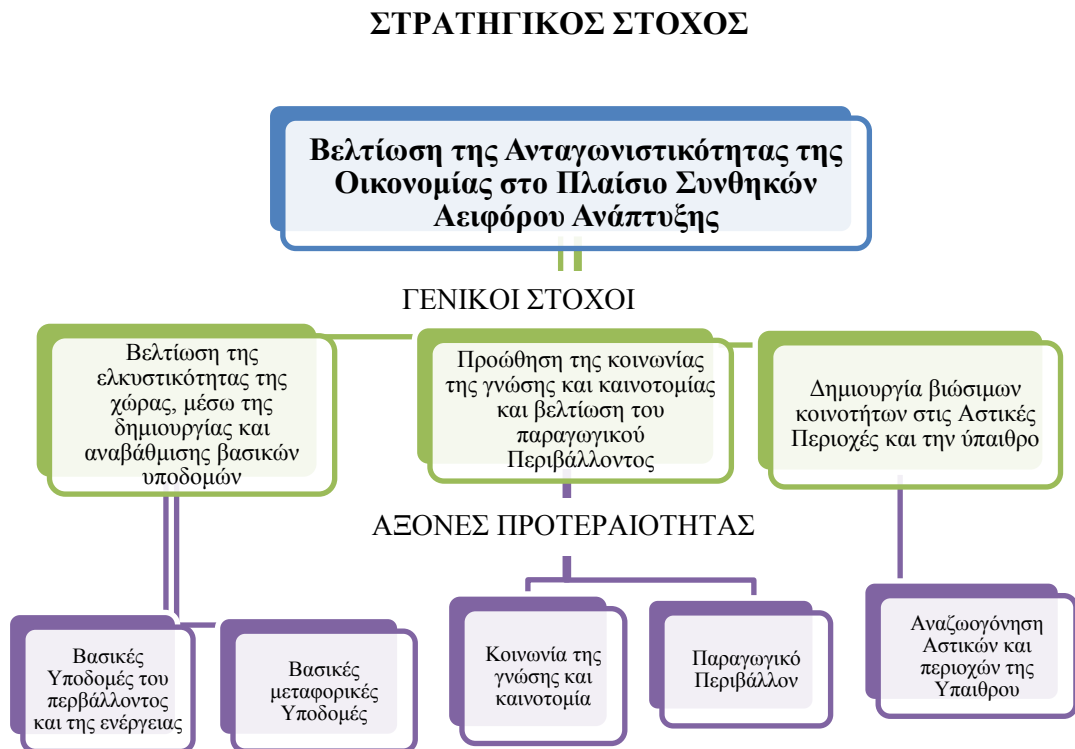 ΣΤΡΑΤΗΓΙΚΟΣ ΣΤΟΧΟΣ
Βελτίωση της Ανταγωνιστικότητας της
Οικονομίας στο Πλαίσιο Συνθηκών
Αειφόρου Ανάπτυξης
ΓΕΝΙΚΟΙ ΣΤΟΧΟΙ
Βελτίωση της
ελκυστικότητας της
χώρας, μέσω της
δημιουργίας και
αναβάθμισης βασικών
υποδομών
Προώθηση της κοινωνίας
της γνώσης και καινοτομίας
και βελτίωση του
παραγωγικού
Περιβάλλοντος
Δημιουργία βιώσιμων
κοινοτήτων στις Αστικές
Περιοχές και την ύπαιθρο
ΑΞΟΝΕΣ ΠΡΟΤΕΡΑΙΟΤΗΤΑΣ
Βασικές
Υποδομές του
περβάλλοντος
και της ενέργειας
Βασικές
μεταφορικές
Υποδομές
Κοινωνία της
γνώσης και
καινοτομία
Παραγωγικό
Περιβάλλον
Αναζωογόνηση
Αστικών και
περιοχών της
Υπαιθρου